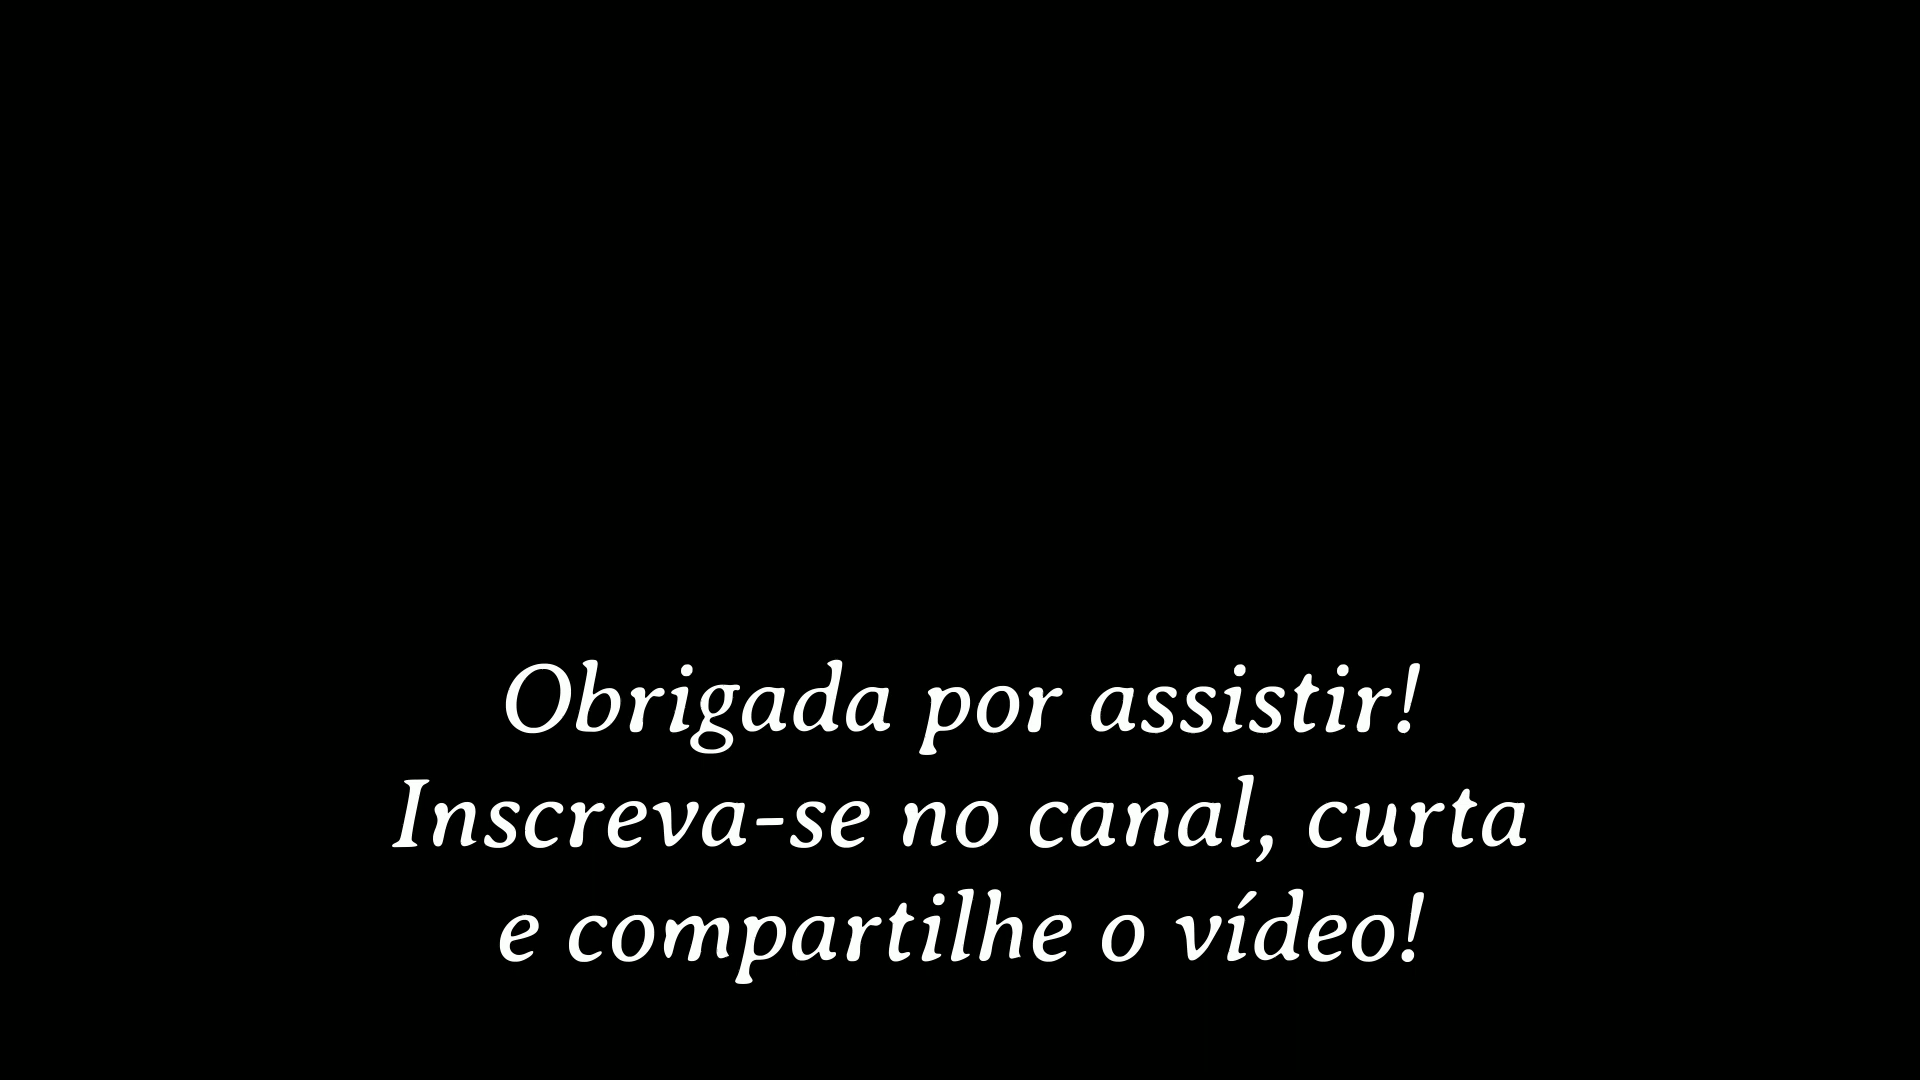 Obrigada por assistir!
Inscreva-se no canal, curta
e compartilhe o vídeo!